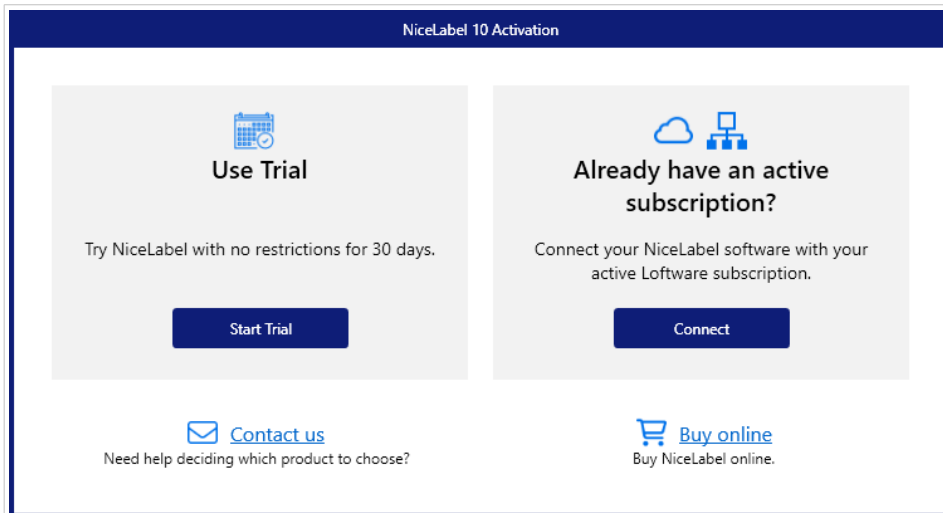 NiceLabel 10 Activation
Use Trial
Try NiceLabel with no restrictions for 30 days.
Start Trial
Already have an active
subscription?
Connect your NiceLabel software with your
active Loftware subscription.
Connect
Contact us
Need help deciding which product to choose?
Buy online
Buy NiceLabel online.